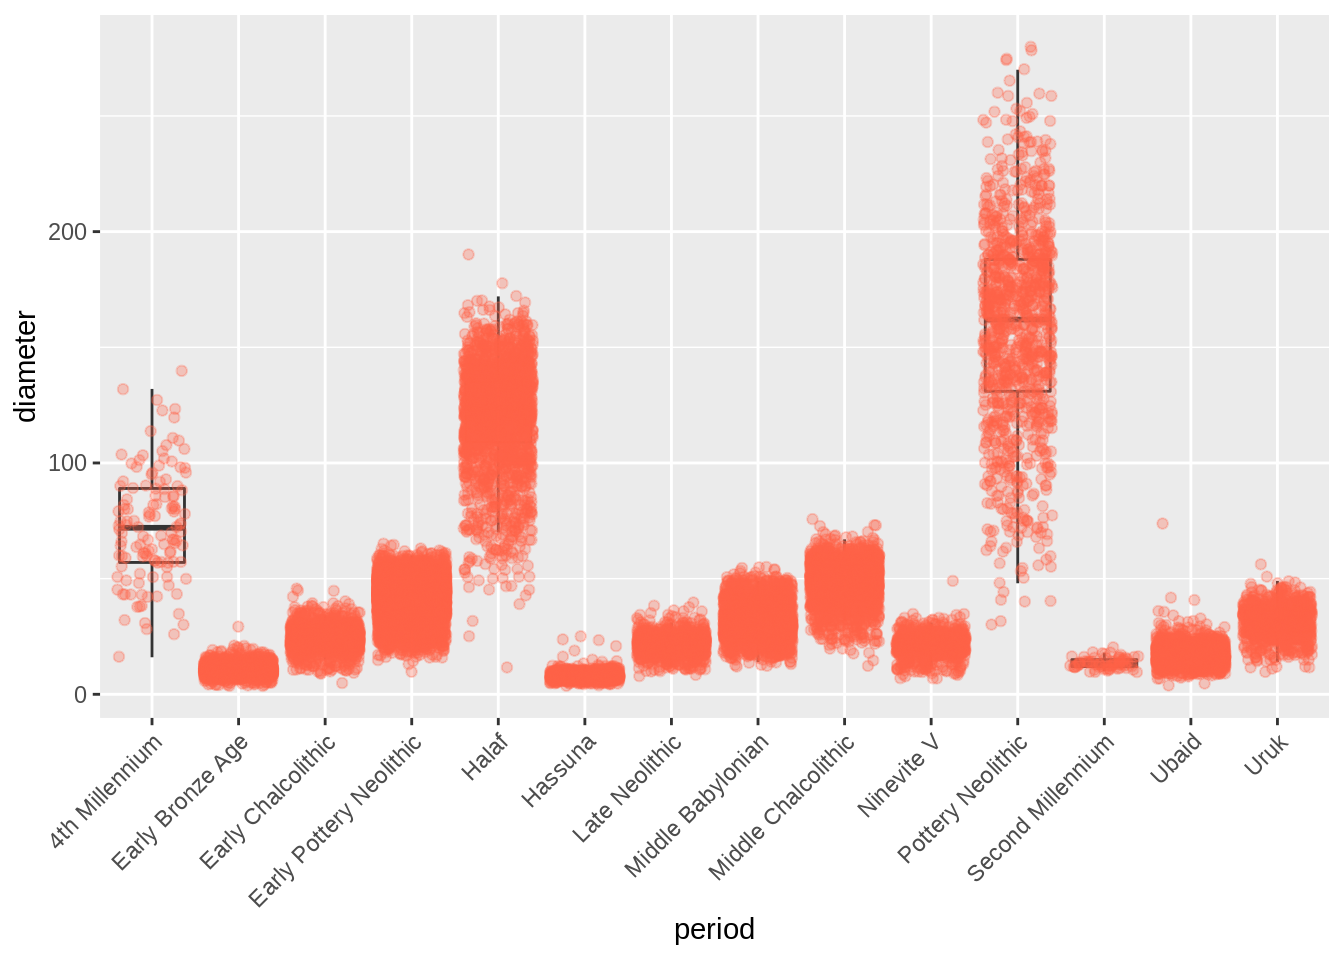 diameter
200
100
0
4th Millennium
Early Bronze Age
Early Chalcolithic
Early Pottery Neolithic
Halaf
Hassuna
Late Neolithic
Middle Babylonian
Middle Chalcolithic
Ninevite V
Pottery Neolithic
Second Millennium
Ubaid
Uruk
period